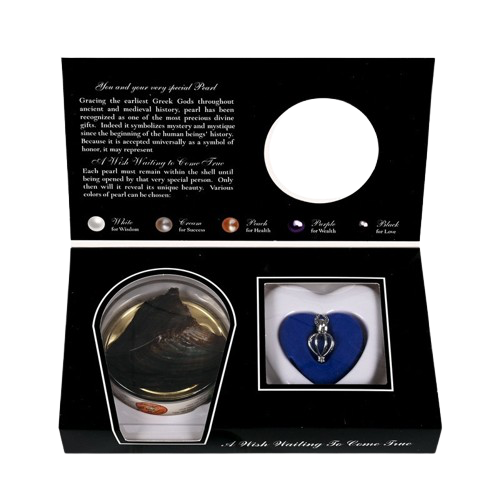 You and your very special Pearl
Gracing the earliest Greek Gods throughout
ancient and medieval history, pearl has been
recognized as one of the most precious divine
gifts. Indeed it symbolizes mystery and mystique
since the beginning of the human beings' history.
Because it is accepted universally as a symbol of
honor, it may represent
A Wish Waiting to Come True
Each pearl must remain within the shell until
being opened by that very special person. Only
then will it reveal its unique beauty. Various
colors of pearl can be chosen:
White
for Wisdom
Cream
for Success
Peach
for Health
Purple
for Wealth
Black
for Love
A Wish Waiting To Come True